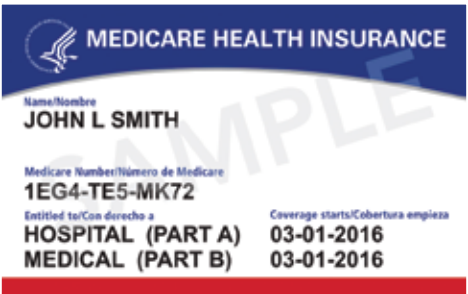 MEDICARE HEALTH INSURANCE
Name/Nombre
JOHN L SMITH
Medicare Number/Número de Medicare
1EG4-TE5-MK72
Entitled to/Con derecho a Coverage starts/Cobertura empieza
HOSPITAL (PART A) 03-01-2016
MEDICAL (PART B) 03-01-2016
SAMPLE